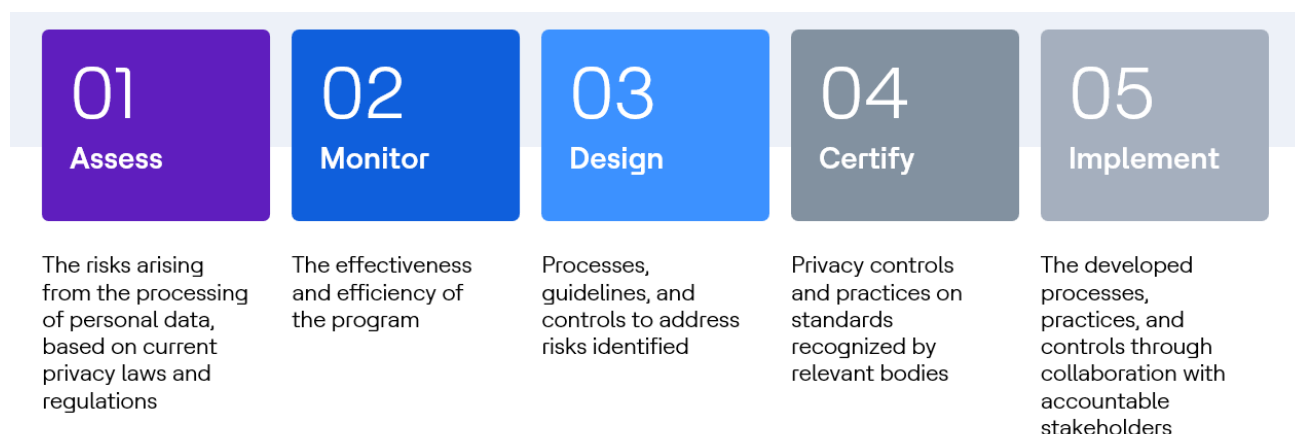 01
Assess
The risks arising
from the processing
of personal data,
based on current
privacy laws and
regulations
02
Monitor
The effectiveness
and efficiency of
the program
03
Design
Processes,
guidelines, and
controls to address
risks identified
04
Certify
Privacy controls
and practices on
standards
recognized by
relevant bodies
05
Implement
The developed
processes,
practices, and
controls through
collaboration with
accountable
stakeholders